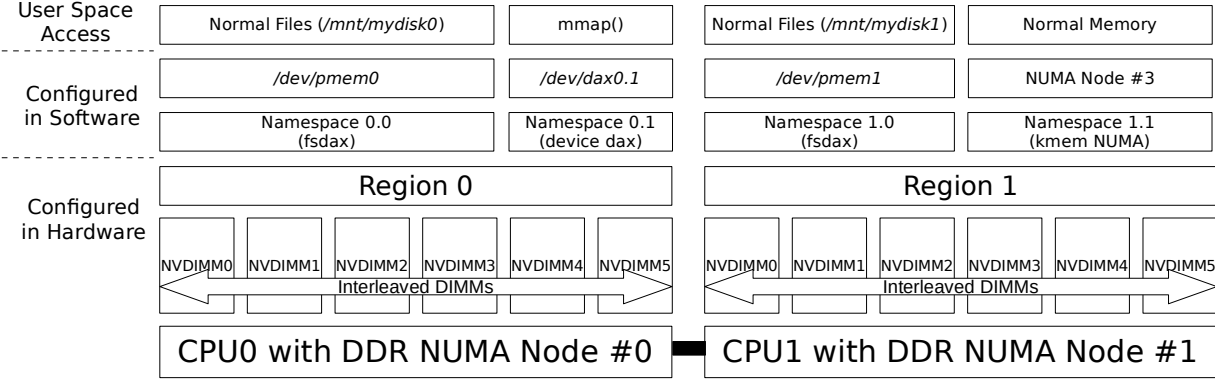 User Space
Access
Normal Files (/mnt/mydisk0)
mmap()
Normal Files (/mnt/mydisk1)
Normal Memory
Configured
in Software
/dev/pmem0
/dev/dax0.1
/dev/pmem1
NUMA Node #3
Namespace 0.0
(fsdax)
Namespace 0.1
(device dax)
Namespace 1.0
(fsdax)
Namespace 1.1
(kmem NUMA)
Configured
in Hardware
Region 0
Region 1
NVDIMM0 NVDIMM1 NVDIMM2 NVDIMM3 NVDIMM4 NVDIMM5
Interleaved DIMMs
NVDIMM0 NVDIMM1 NVDIMM2 NVDIMM3 NVDIMM4 NVDIMM5
Interleaved DIMMs
CPU0 with DDR NUMA Node #0
CPU1 with DDR NUMA Node #1